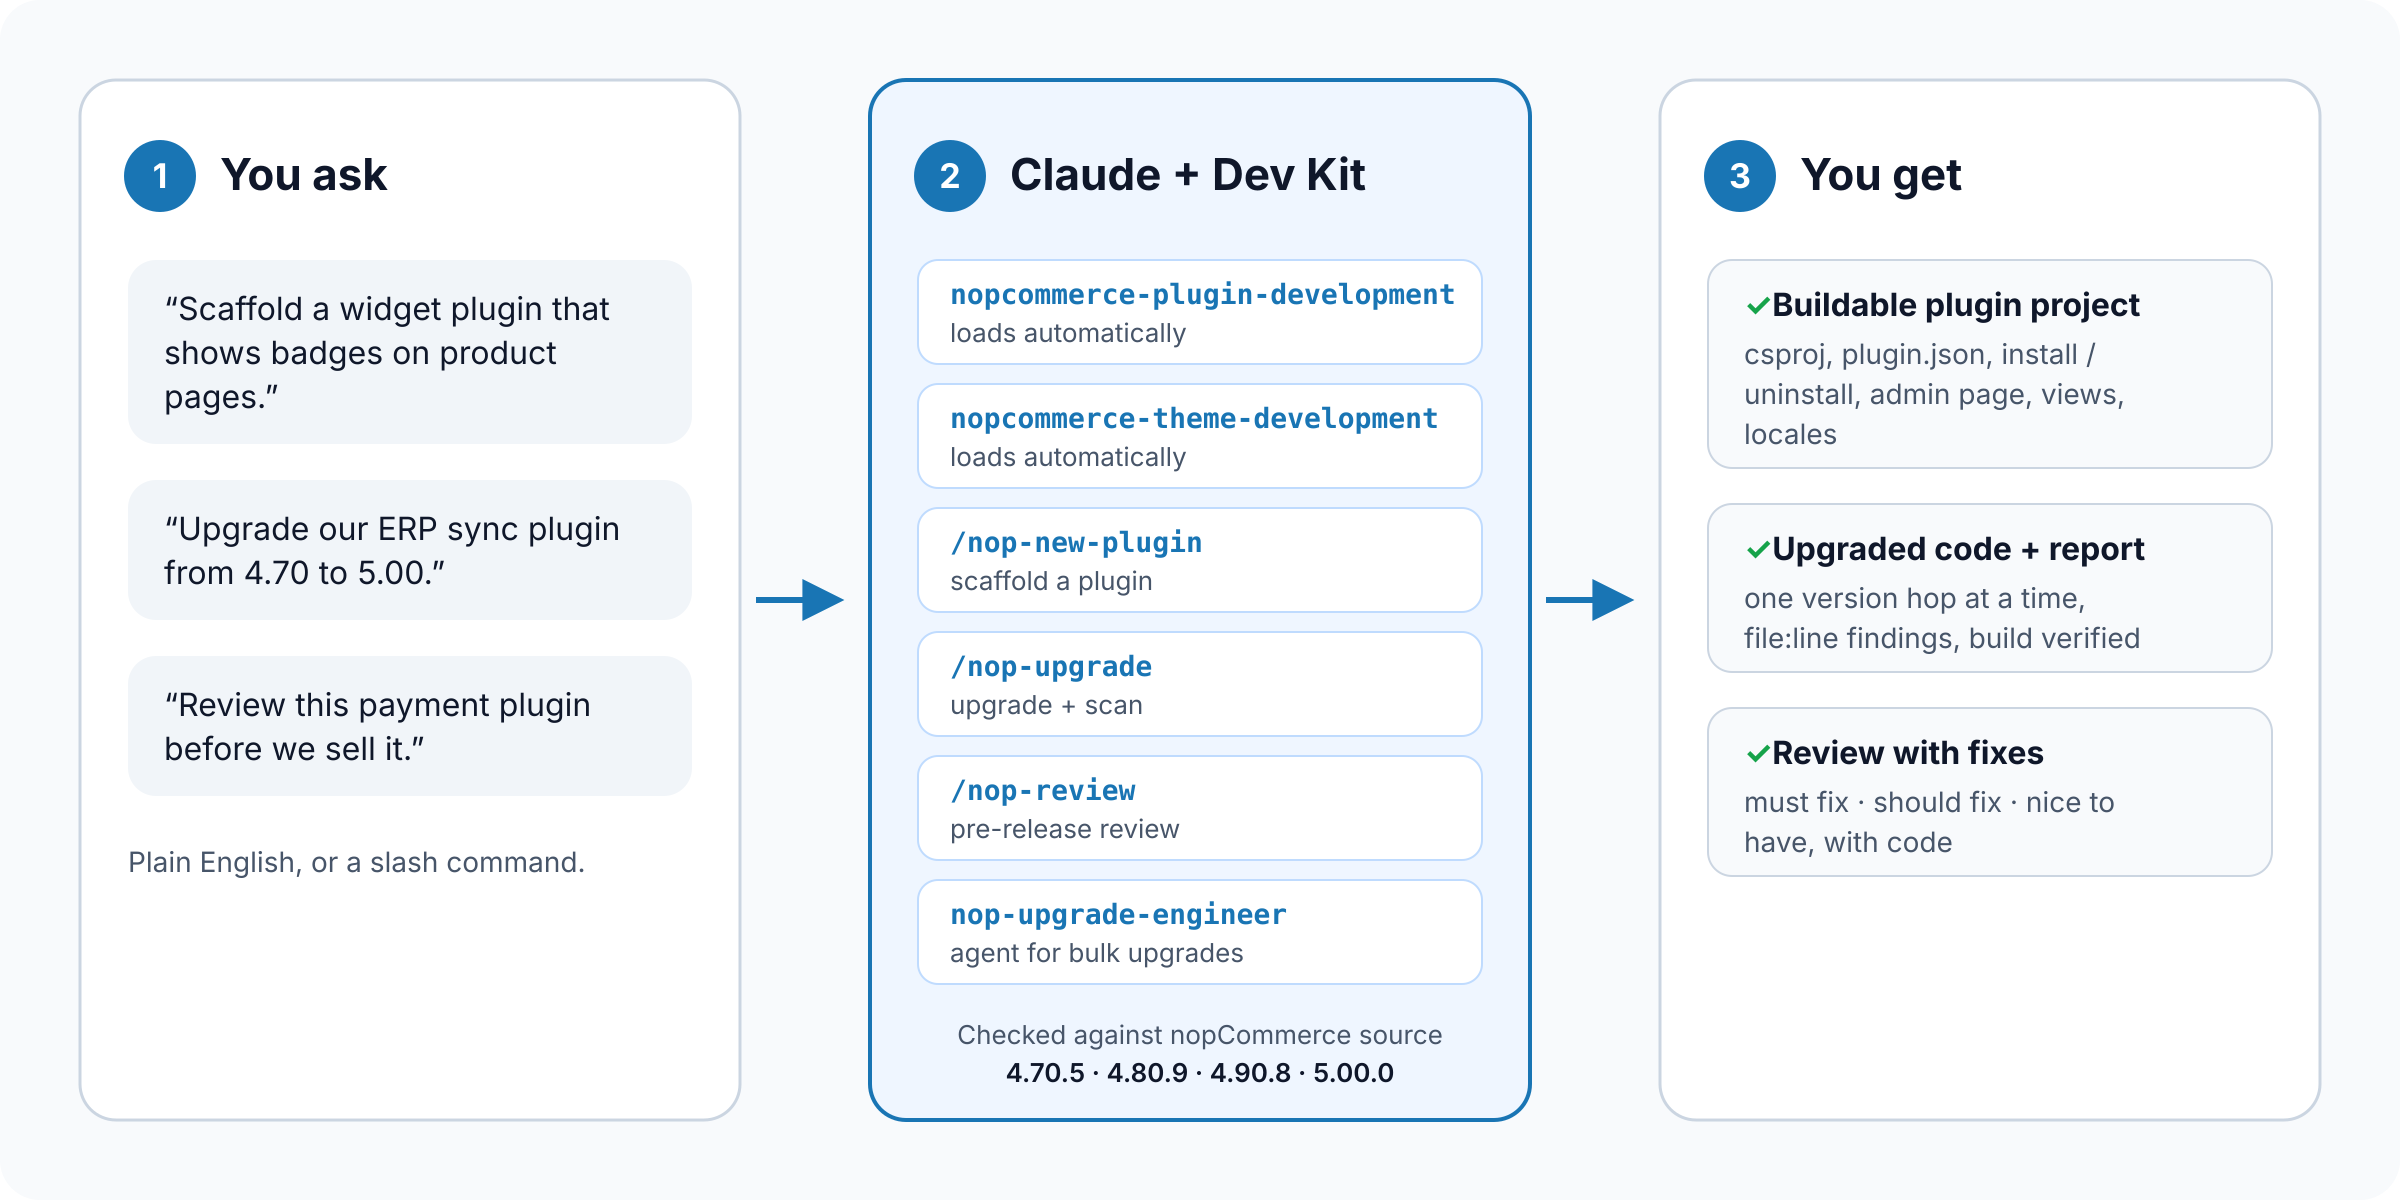 1 You ask
“Scaffold a widget plugin that
shows badges on product
pages.”
“Upgrade our ERP sync plugin
from 4.70 to 5.00.”
“Review this payment plugin
before we sell it.”
Plain English, or a slash command.
2 Claude + Dev Kit
nopcommerce-plugin-development
loads automatically
nopcommerce-theme-development
loads automatically
/nop-new-plugin
scaffold a plugin
/nop-upgrade
upgrade + scan
/nop-review
pre-release review
nop-upgrade-engineer
agent for bulk upgrades
Checked against nopCommerce source
4.70.5 · 4.80.9 · 4.90.8 · 5.00.0
3 You get
✓Buildable plugin project
csproj, plugin.json, install /
uninstall, admin page, views,
locales
✓Upgraded code + report
one version hop at a time,
file:line findings, build verified
✓Review with fixes
must fix · should fix · nice to
have, with code